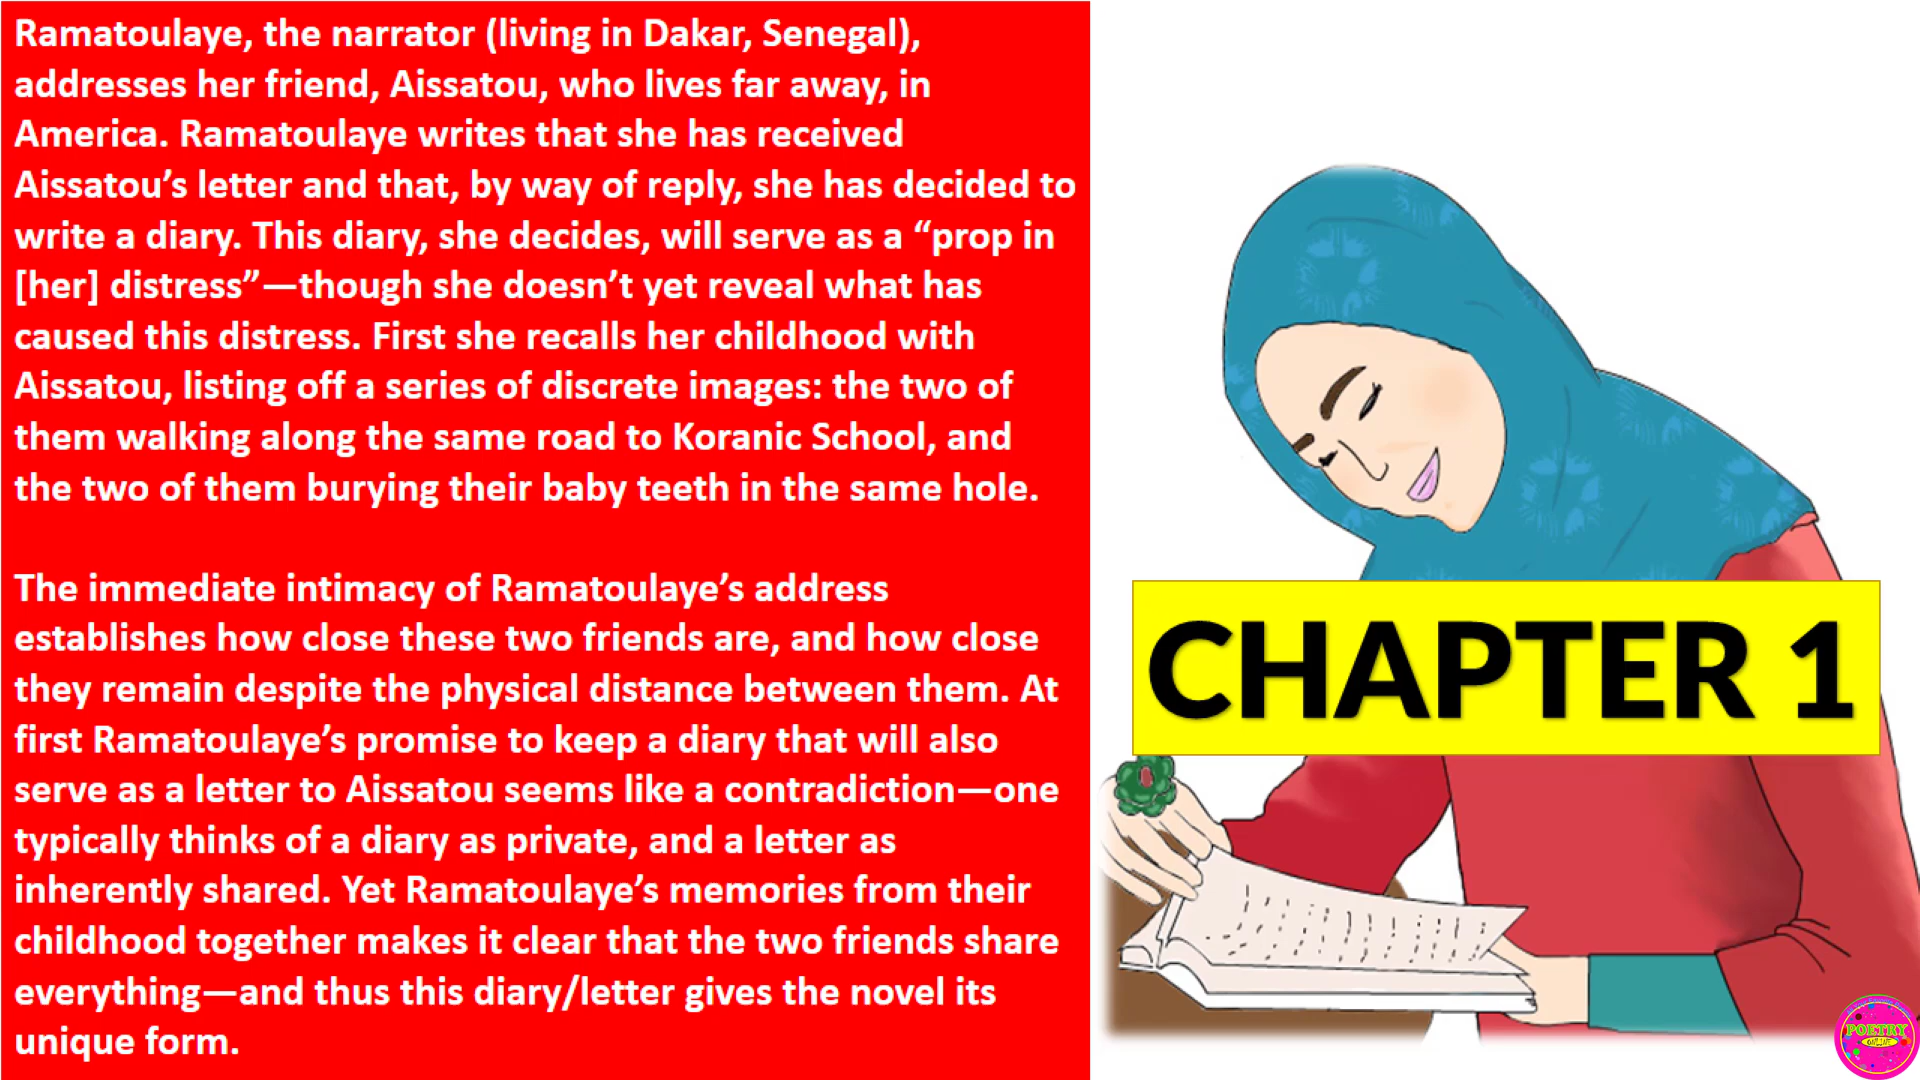 Ramatoulaye, the narrator (living in Dakar, Senegal),
addresses her friend, Aissatou, who lives far away, in
America. Ramatoulaye writes that she has received
Aissatou’s letter and that, by way of reply, she has decided to
write a diary. This diary, she decides, will serve as a “prop in
[her] distress”—though she doesn’t yet reveal what has
caused this distress. First she recalls her childhood with
Aissatou, listing off a series of discrete images: the two of
them walking along the same road to Koranic School, and
the two of them burying their baby teeth in the same hole.
The immediate intimacy of Ramatoulaye’s address
establishes how close these two friends are, and how close
they remain despite the physical distance between them. At
first Ramatoulaye’s promise to keep a diary that will also
serve as a letter to Aissatou seems like a contradiction—one
typically thinks of a diary as private, and a letter as
inherently shared. Yet Ramatoulaye’s memories from their
childhood together makes it clear that the two friends share
everything—and thus this diary/letter gives the novel its
unique form.
CHAPTER 1
POETRY
ONLINE